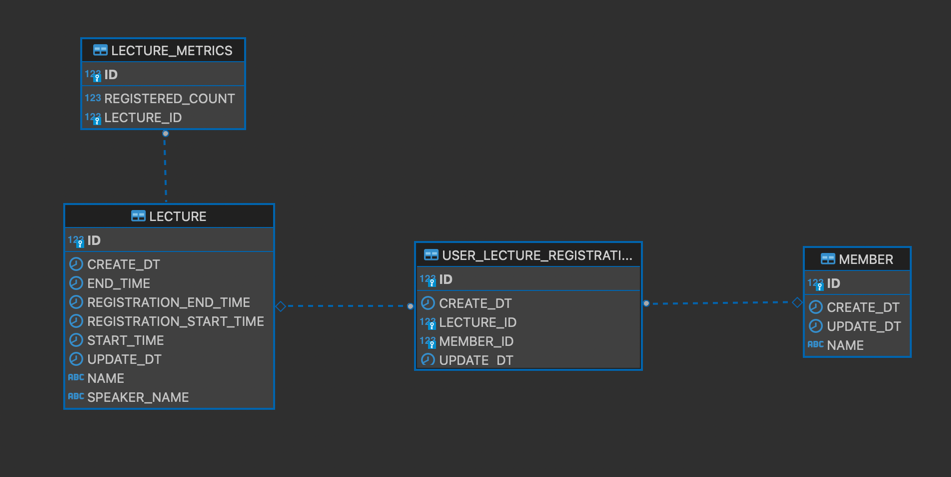 LECTURE_METRICS
123 ID
123 REGISTERED_COUNT
123 LECTURE_ID
LECTURE
123 ID
CREATE_DT
END_TIME
REGISTRATION_END_TIME
REGISTRATION_START_TIME
START_TIME
UPDATE_DT
ABC NAME
ABC SPEAKER_NAME
USER_LECTURE_REGISTRATI...
123 ID
CREATE_DT
123 LECTURE_ID
123 MEMBER_ID
UPDATE_DT
MEMBER
123 ID
CREATE_DT
UPDATE_DT
ABC NAME